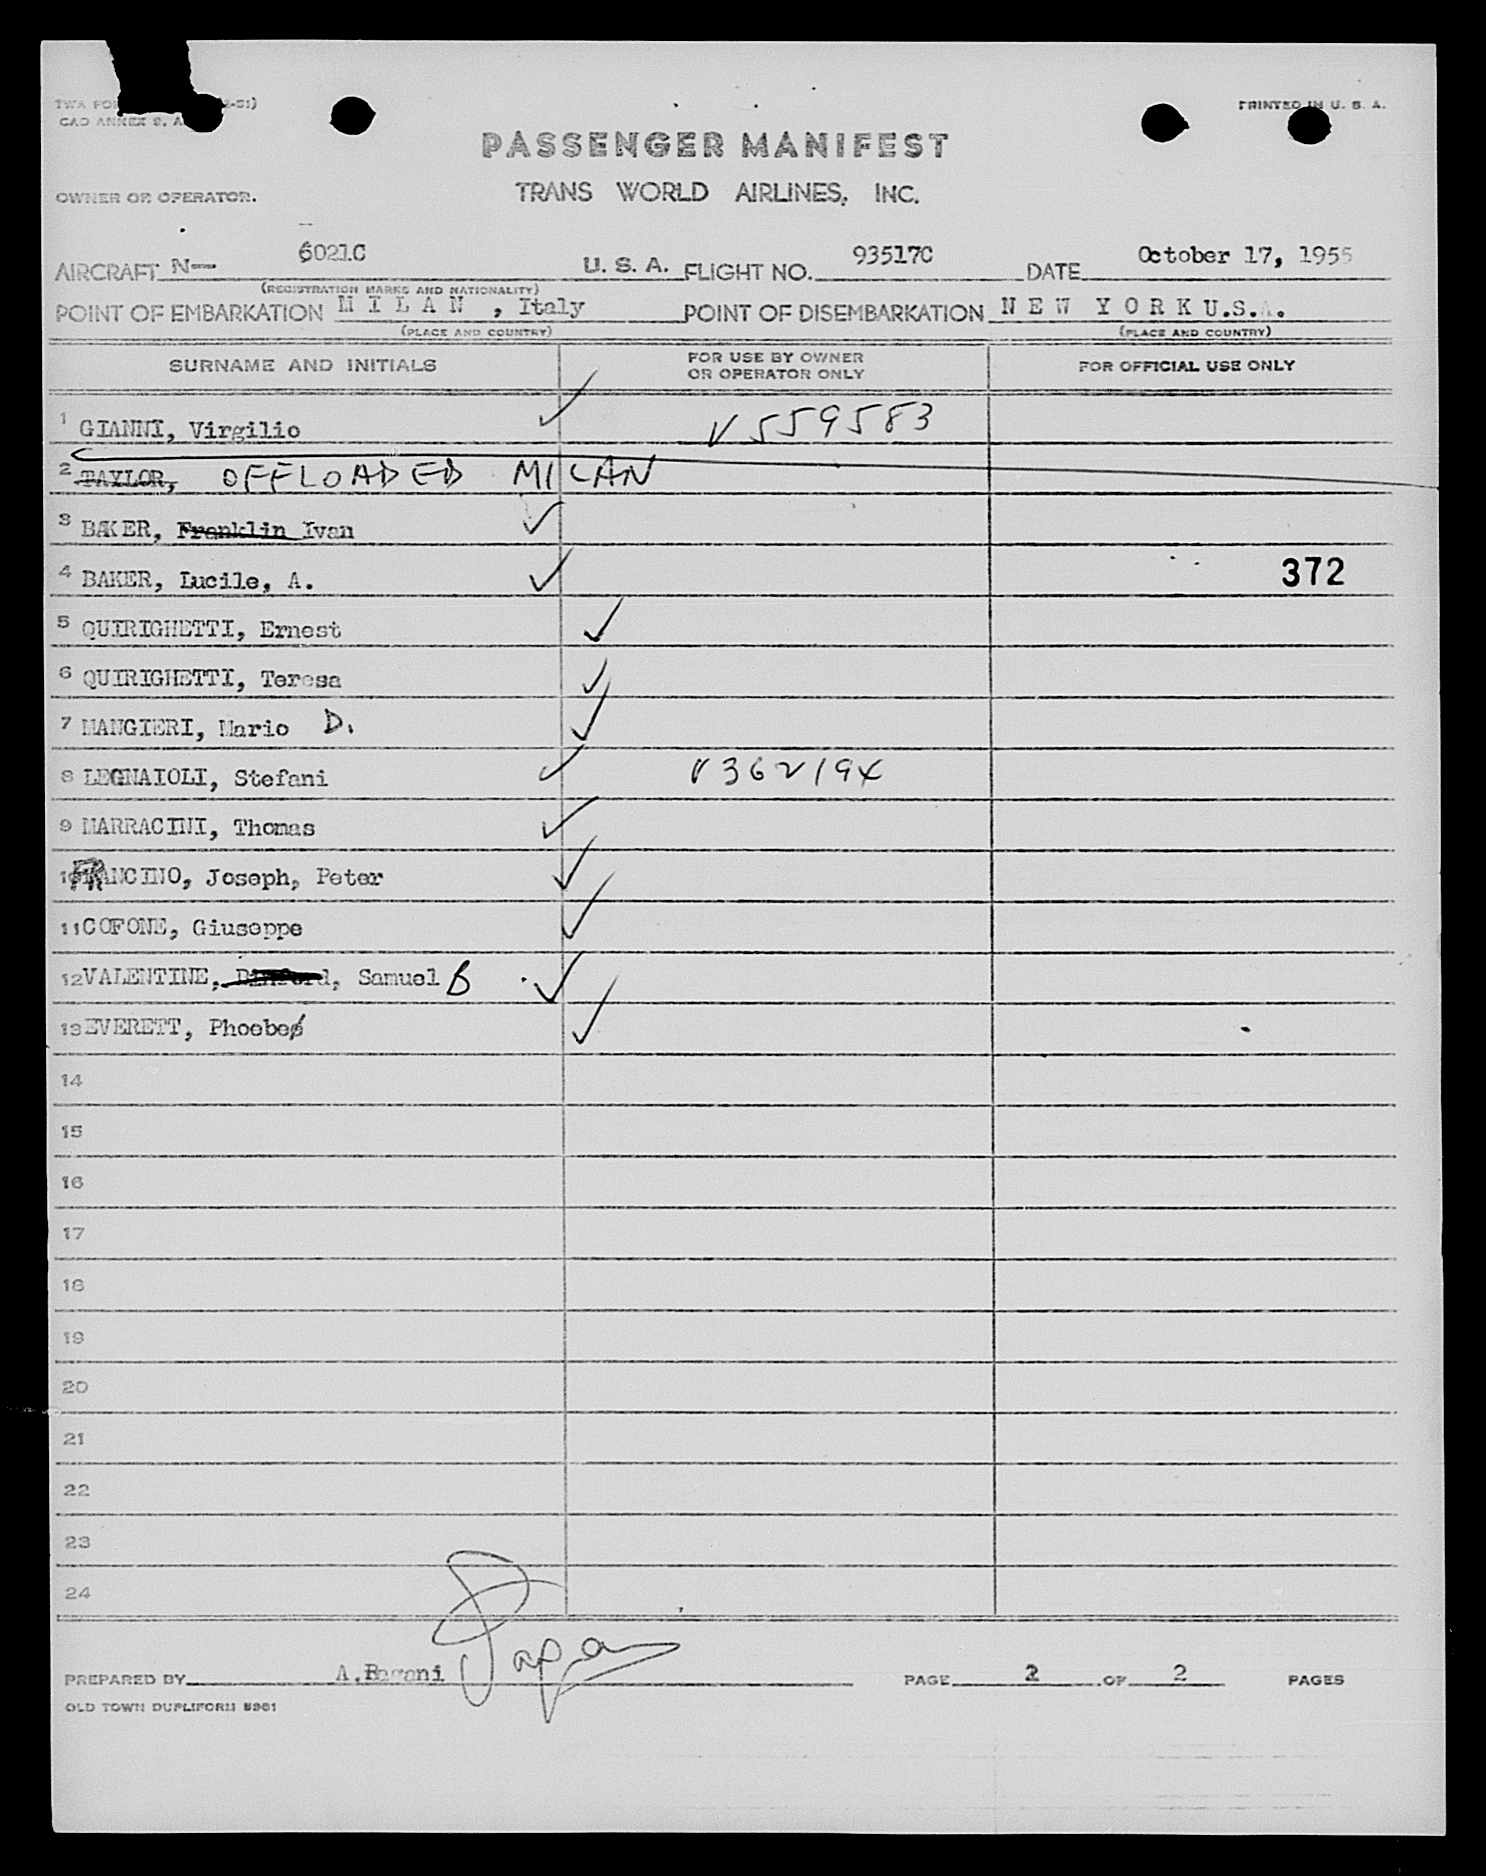 PRINTED IN U. S. A.
PASSENGER MANIFEST
OWNER OR OPERATOR.
TRANS WORLD AIRLINES, INC.
AIRCRAFT N— 6021C U. S. A. FLIGHT NO. 93517C DATE October 17, 1955
(REGISTRATION MARKS AND NATIONALITY)
POINT OF EMBARKATION M I L A N , Italy POINT OF DISEMBARKATION N E W Y O R K U.S.A.
(PLACE AND COUNTRY) (PLACE AND COUNTRY)
SURNAME AND INITIALS FOR USE BY OWNER OR OPERATOR ONLY FOR OFFICIAL USE ONLY
1 GIANNI, Virgilio V559583
2 TAYLOR, OFFLOADED MILAN
3 BAKER, Franklin Ivan
4 BAKER, Lucile, A. 372
5 QUIRIGHETTI, Ernest
6 QUIRIGHETTI, Teresa
7 MANGIERI, Mario D.
8 LEGNAIOLI, Stefani V362194
9 MARRACINI, Thomas
10 FRANCINO, Joseph, Peter
11 COFONE, Giuseppe
12 VALENTINE, Samuel B
13 EVERETT, Phoebe
14
15
16
17
18
19
20
21
22
23
24
PREPARED BY A.Pagani PAGE 2 OF 2 PAGES
OLD TOWN DUPLIFORM 5961